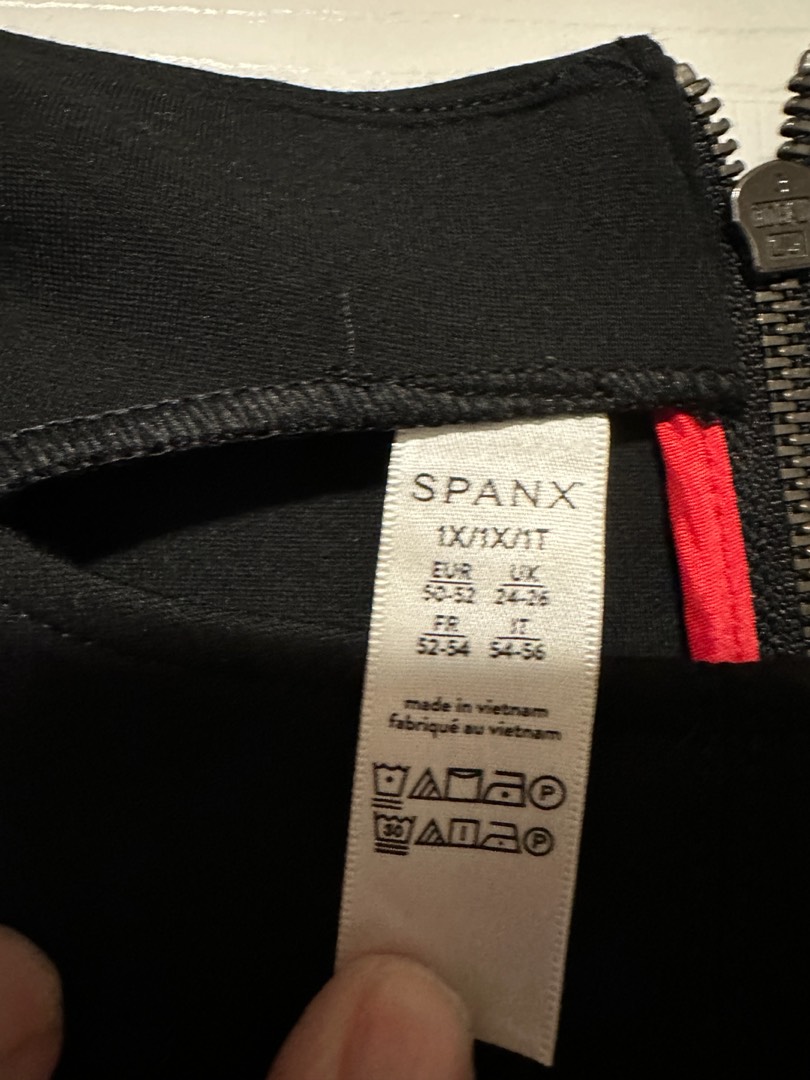 SPANX
1X/1X/1T
EUR UK
50-52 24-26
FR IT
52-54 54-56
made in vietnam
fabriqué au vietnam
P
30 P